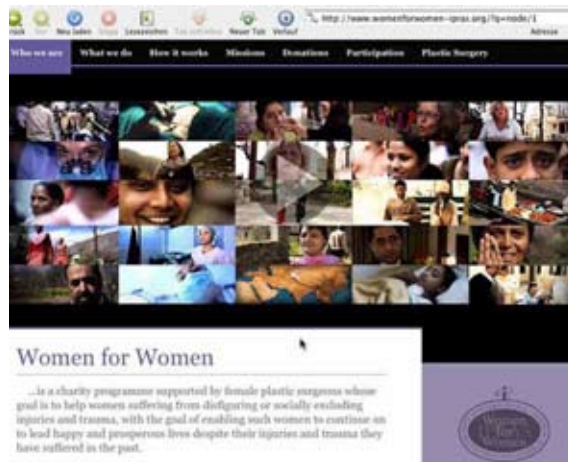 Neu laden
Stopp
Lesezeichen
Neuer Tab
Verlauf
http://www.womenforwomen-ipras.org/?q=node/1
Adresse
Who we are What we do How it works Missions Donations Participation Plastic Surgery
Women for Women
...is a charity programme supported by female plastic surgeons whose
goal is to help women suffering from disfiguring or socially excluding
injuries and trauma, with the goal of enabling such women to continue on
to lead happy and prosperous lives despite their injuries and trauma they
have suffered in the past.